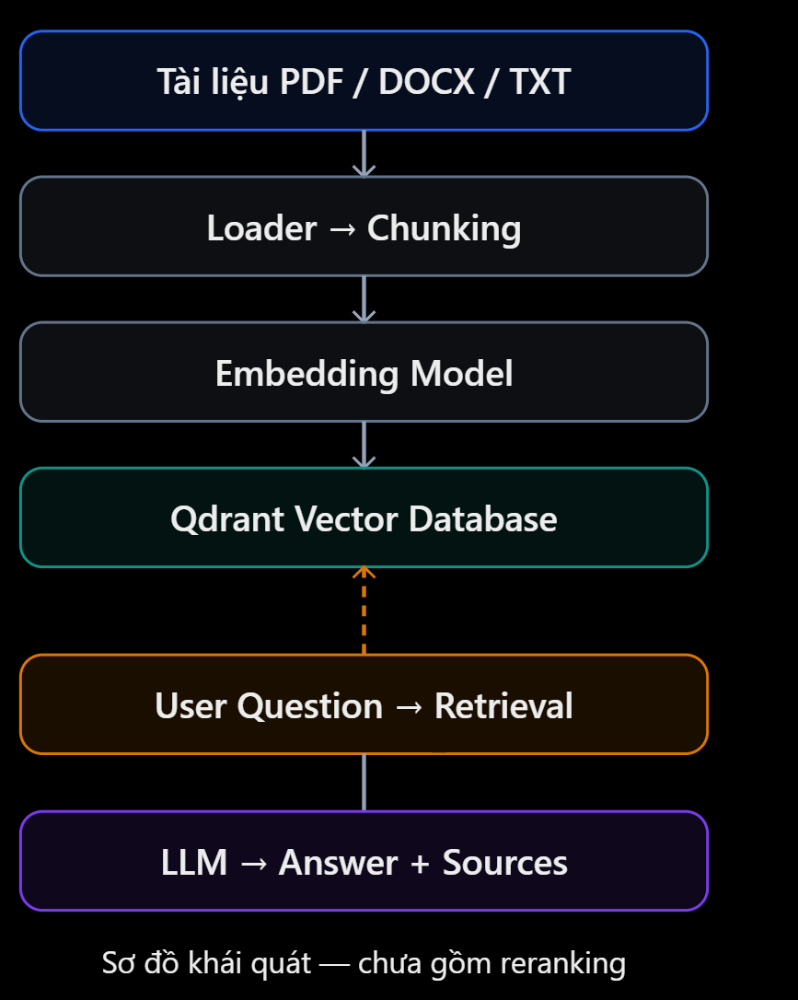 Tài liệu PDF / DOCX / TXT
Loader → Chunking
Embedding Model
Qdrant Vector Database
User Question → Retrieval
LLM → Answer + Sources
Sơ đồ khái quát — chưa gồm reranking